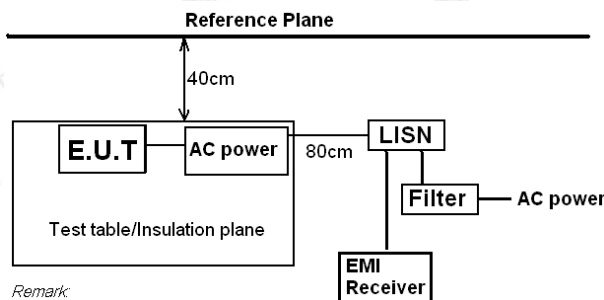 Reference Plane
40cm
E.U.T
AC power
80cm
LISN
Filter
AC power
Test table/Insulation plane
EMI
Receiver
Remark: